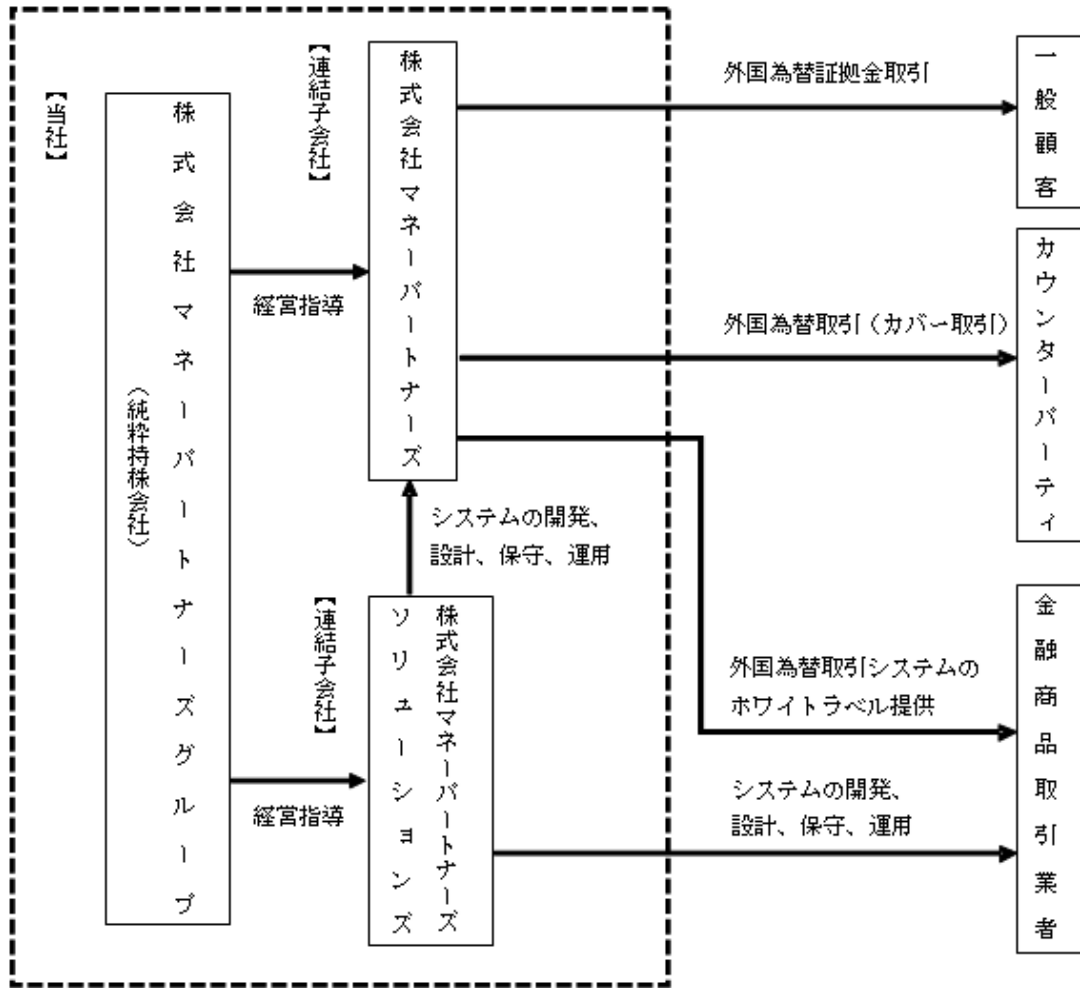 【当社】
株式会社マネーパートナーズグループ
（純粋持株会社）
経営指導
経営指導
【連結子会社】
株式会社マネーパートナーズ
システムの開発、
設計、保守、運用
【連結子会社】
株式会社マネーパートナーズ
ソリューションズ
外国為替証拠金取引
一般顧客
外国為替取引（カバー取引）
カウンターパーティ
外国為替取引システムの
ホワイトラベル提供
システムの開発、
設計、保守、運用
金融商品取引業者